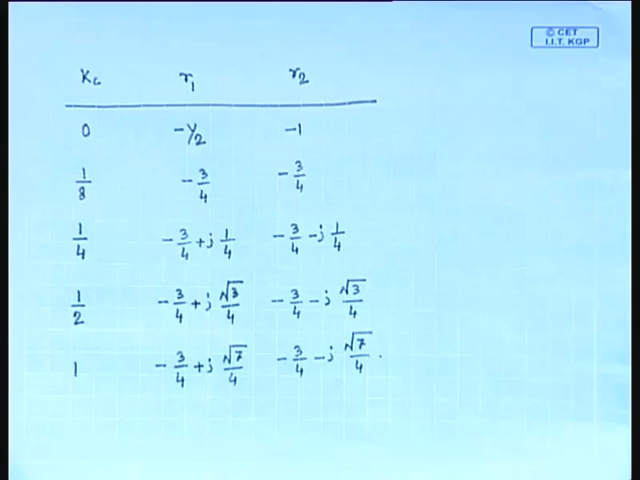 © CET
I.I.T. KGP
Kc r1 r2
0 -1/2 -1
1/8 -3/4 -3/4
1/4 -3/4 + j 1/4 -3/4 - j 1/4
1/2 -3/4 + j √3/4 -3/4 - j √3/4
1 -3/4 + j √7/4 -3/4 - j √7/4 .